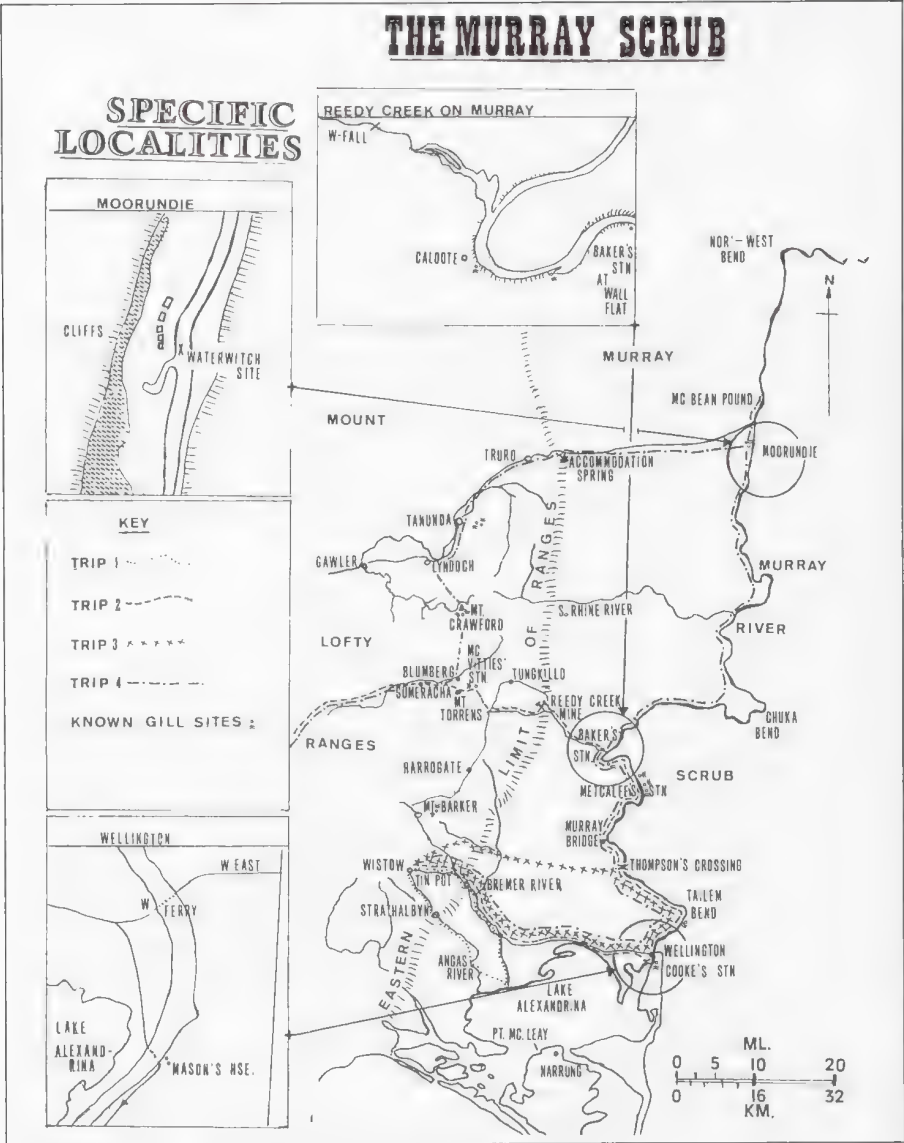 THE MURRAY SCRUB
SPECIFIC
LOCALITIES
REEDY CREEK ON MURRAY
W-FALL
CALOOTE
BAKER'S
STN
AT
WALL
FLAT
MOORUNDIE
CLIFFS
X WATERWITCH
SITE
KEY
TRIP 1
TRIP 2
TRIP 3
TRIP 4
KNOWN GILL SITES
WELLINGTON
W EAST
W
FERRY
LAKE
ALEXAND-
RINA
MASON'S HSE.
NOR'-WEST
BEND
N
MURRAY
MC BEAN POUND
MOUNT
TRURO
ACCOMMODATION
SPRING
MOORUNDIE
TANUNDA
GAWLER
LYNDOCH
RANGES
MURRAY
S. RHINE RIVER
MT.
CRAWFORD
RIVER
LOFTY
OF
MC
VITTIES'
STN
BLUMBERG
TUNGKILLO
SOMERACHA
MT
TORRENS
REEDY CREEK
MINE
CHUKA
BEND
RANGES
BAKER'S
STN
LIMIT
SCRUB
HARROGATE
METCALFE'S STN
MT. BARKER
MURRAY
BRIDGE
WISTOW
THOMPSON'S CROSSING
TIN POT
BREMER RIVER
TA.LEM
BEND
STRATHALBYN
WELLINGTON
COOKE'S STN
ANGAS
RIVER
EASTERN
LAKE
ALEXANDR.NA
PT. MC. LEAY
NARRUNG
ML.
0 5 10 20
0 16 32
KM.